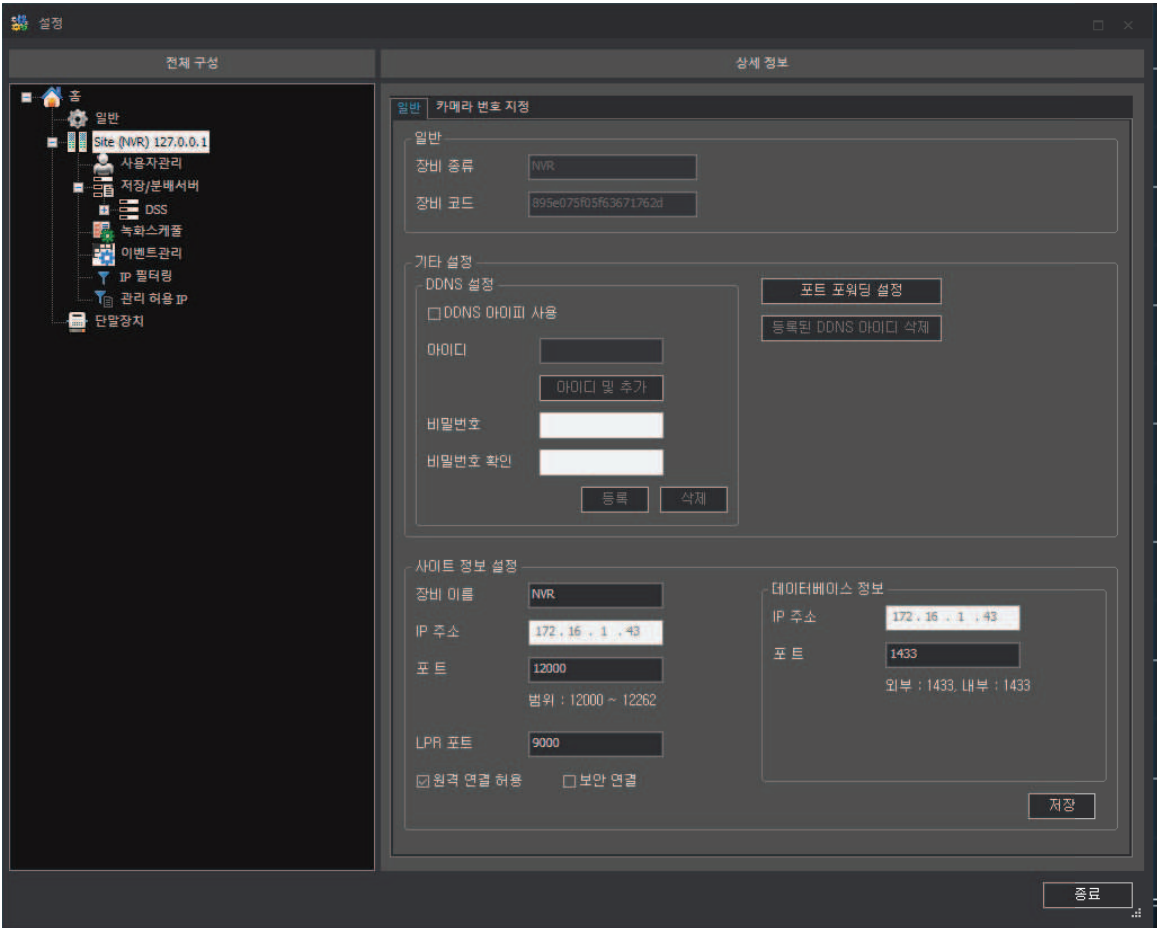 설정
전체 구성
상세 정보
홈
일반
Site (NVR) 127.0.0.1
사용자관리
저장/분배서버
DSS
녹화스케쥴
이벤트관리
IP 필터링
관리 허용 IP
단말장치
일반
카메라 번호 지정
일반
장비 종류
NVR
장비 코드
895e075f05f63671762d
기타 설정
DDNS 설정
DDNS 아이피 사용
아이디
아이디 및 추가
비밀번호
비밀번호 확인
등록
삭제
포트 포워딩 설정
등록된 DDNS 아이디 삭제
사이트 정보 설정
장비 이름
NVR
IP 주소
172 . 16 . 1 . 43
포 트
12000
범위 : 12000 ~ 12262
LPR 포트
9000
원격 연결 허용
보안 연결
데이터베이스 정보
IP 주소
172 . 16 . 1 . 43
포 트
1433
외부 : 1433, 내부 : 1433
저장
종료